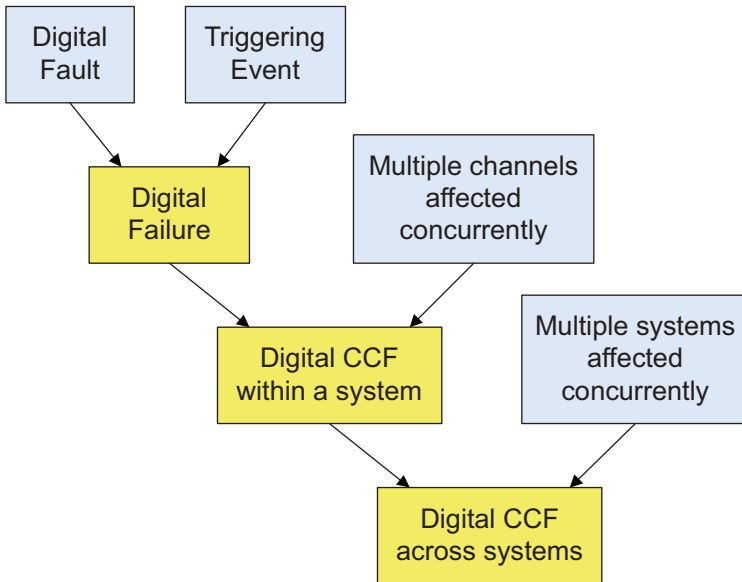 Digital
Fault
Triggering
Event
Digital
Failure
Multiple channels
affected
concurrently
Digital CCF
within a system
Multiple systems
affected
concurrently
Digital CCF
across systems